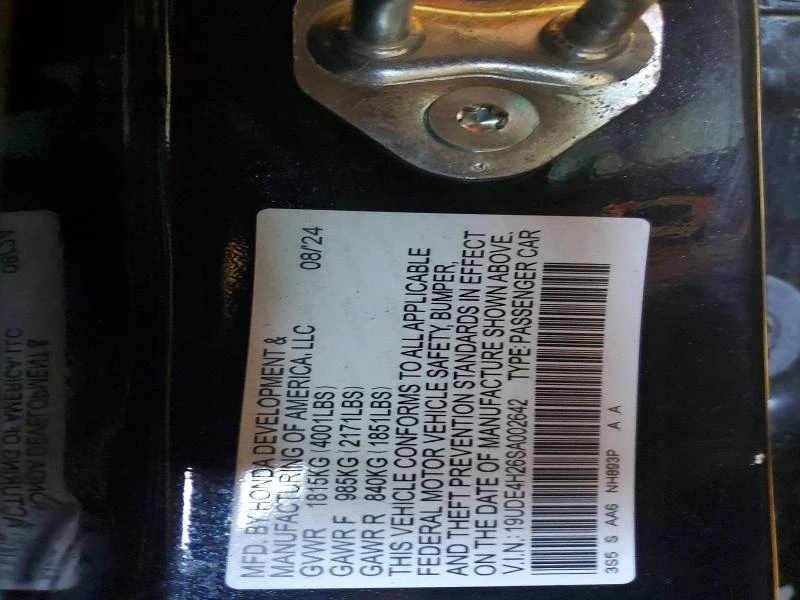 MFD. BY HONDA DEVELOPMENT &
MANUFACTURING OF AMERICA, LLC 08/'24
GVWR 1815KG (4001LBS)
GAWR F 985KG (2171LBS)
GAWR R 840KG (1851LBS)
THIS VEHICLE CONFORMS TO ALL APPLICABLE
FEDERAL MOTOR VEHICLE SAFETY, BUMPER,
AND THEFT PREVENTION STANDARDS IN EFFECT
ON THE DATE OF MANUFACTURE SHOWN ABOVE.
V.I.N.: 19UDE4H26SA002642 TYPE: PASSENGER CAR
3S5 S AA6 NH893P A A